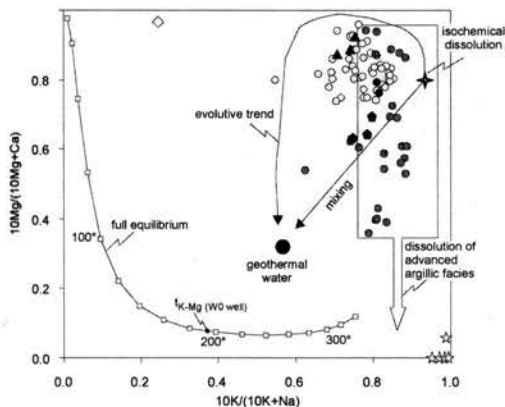 isochemical
dissolution
evolutive trend
mixing
full equilibrium
100°
geothermal
water
dissolution of
advanced
argillic facies
tK-Mg (W0 well)
200°
300°
0.8
0.6
0.4
0.2
0.0
10Mg/(10Mg+Ca)
0.0 0.2 0.4 0.6 0.8 1.0
10K/(10K+Na)